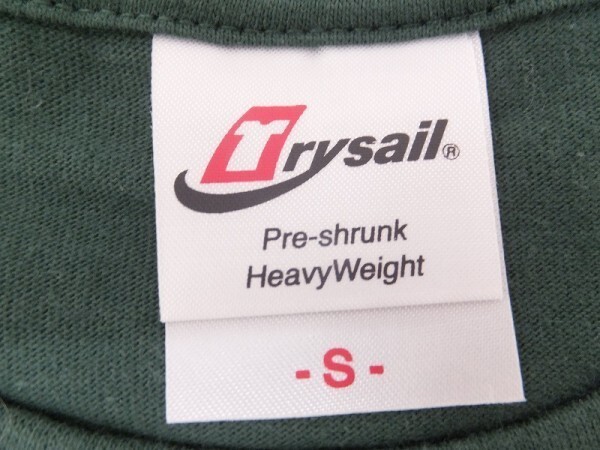 Trysail®
Pre-shrunk
HeavyWeight
- S -